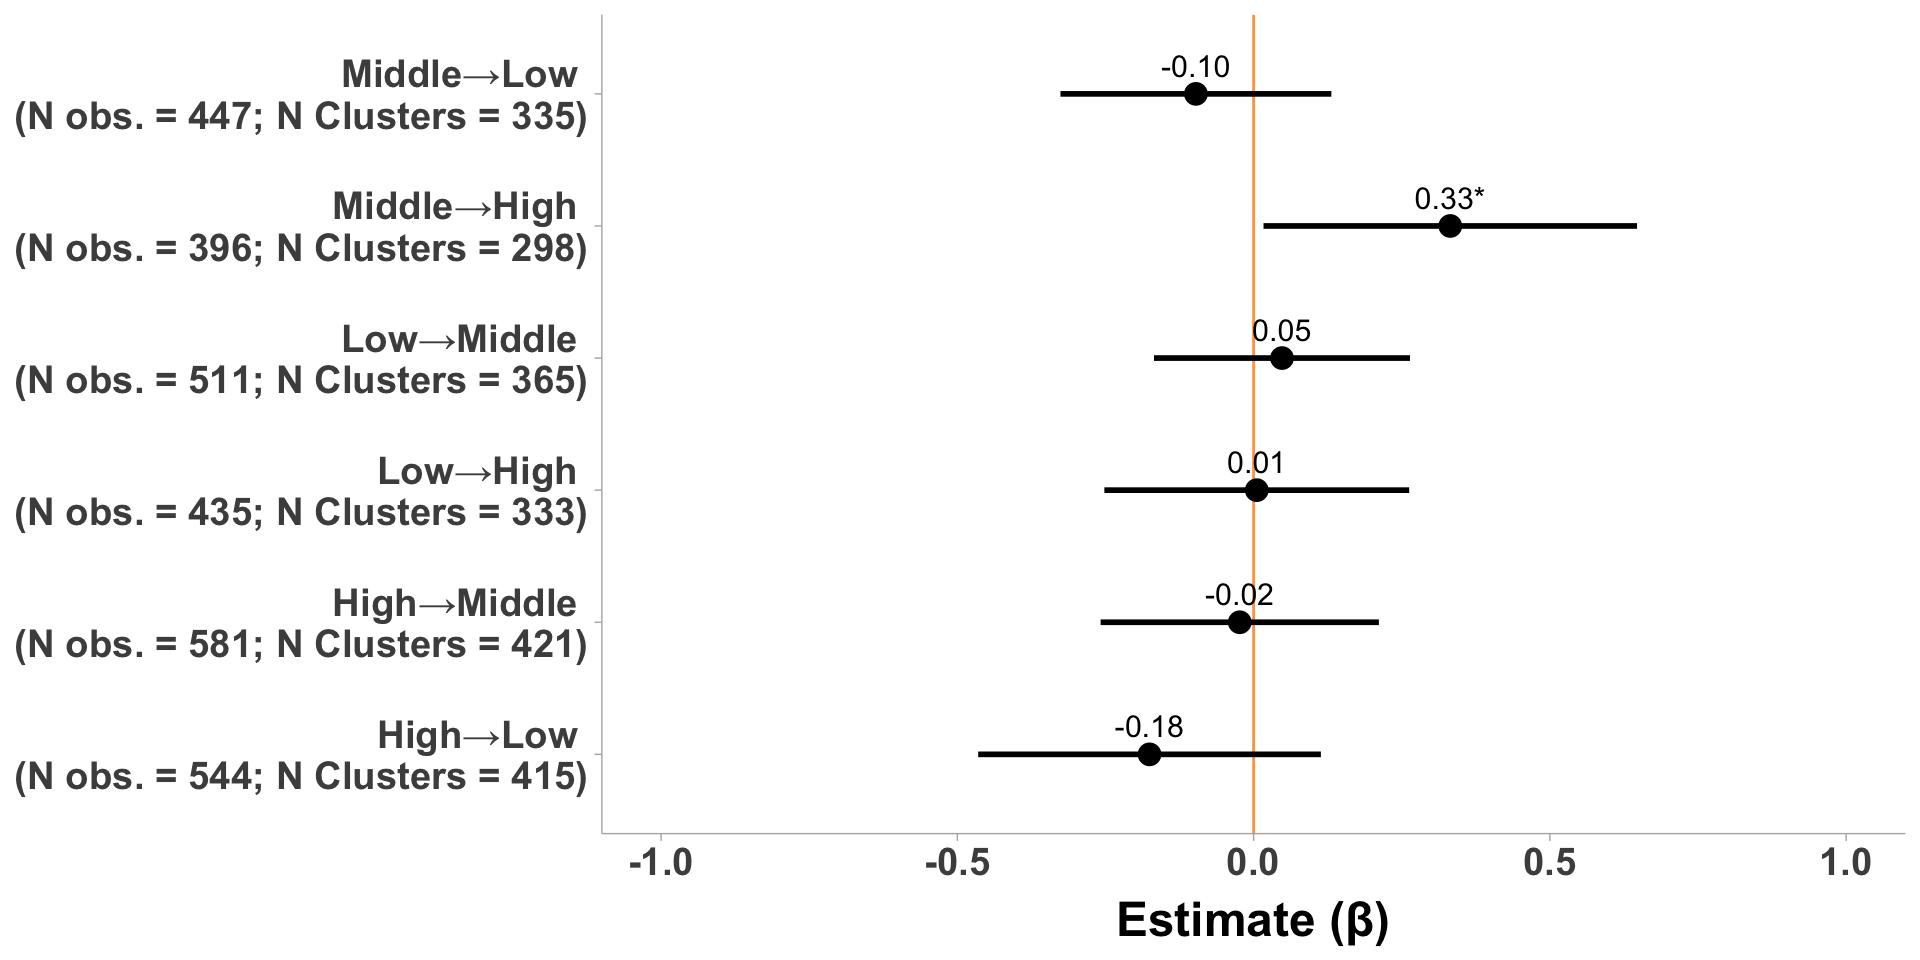 Middle→Low
(N obs. = 447; N Clusters = 335)
-0.10
Middle→High
(N obs. = 396; N Clusters = 298)
0.33*
Low→Middle
(N obs. = 511; N Clusters = 365)
0.05
Low→High
(N obs. = 435; N Clusters = 333)
0.01
High→Middle
(N obs. = 581; N Clusters = 421)
-0.02
High→Low
(N obs. = 544; N Clusters = 415)
-0.18
-1.0 -0.5 0.0 0.5 1.0
Estimate (β)